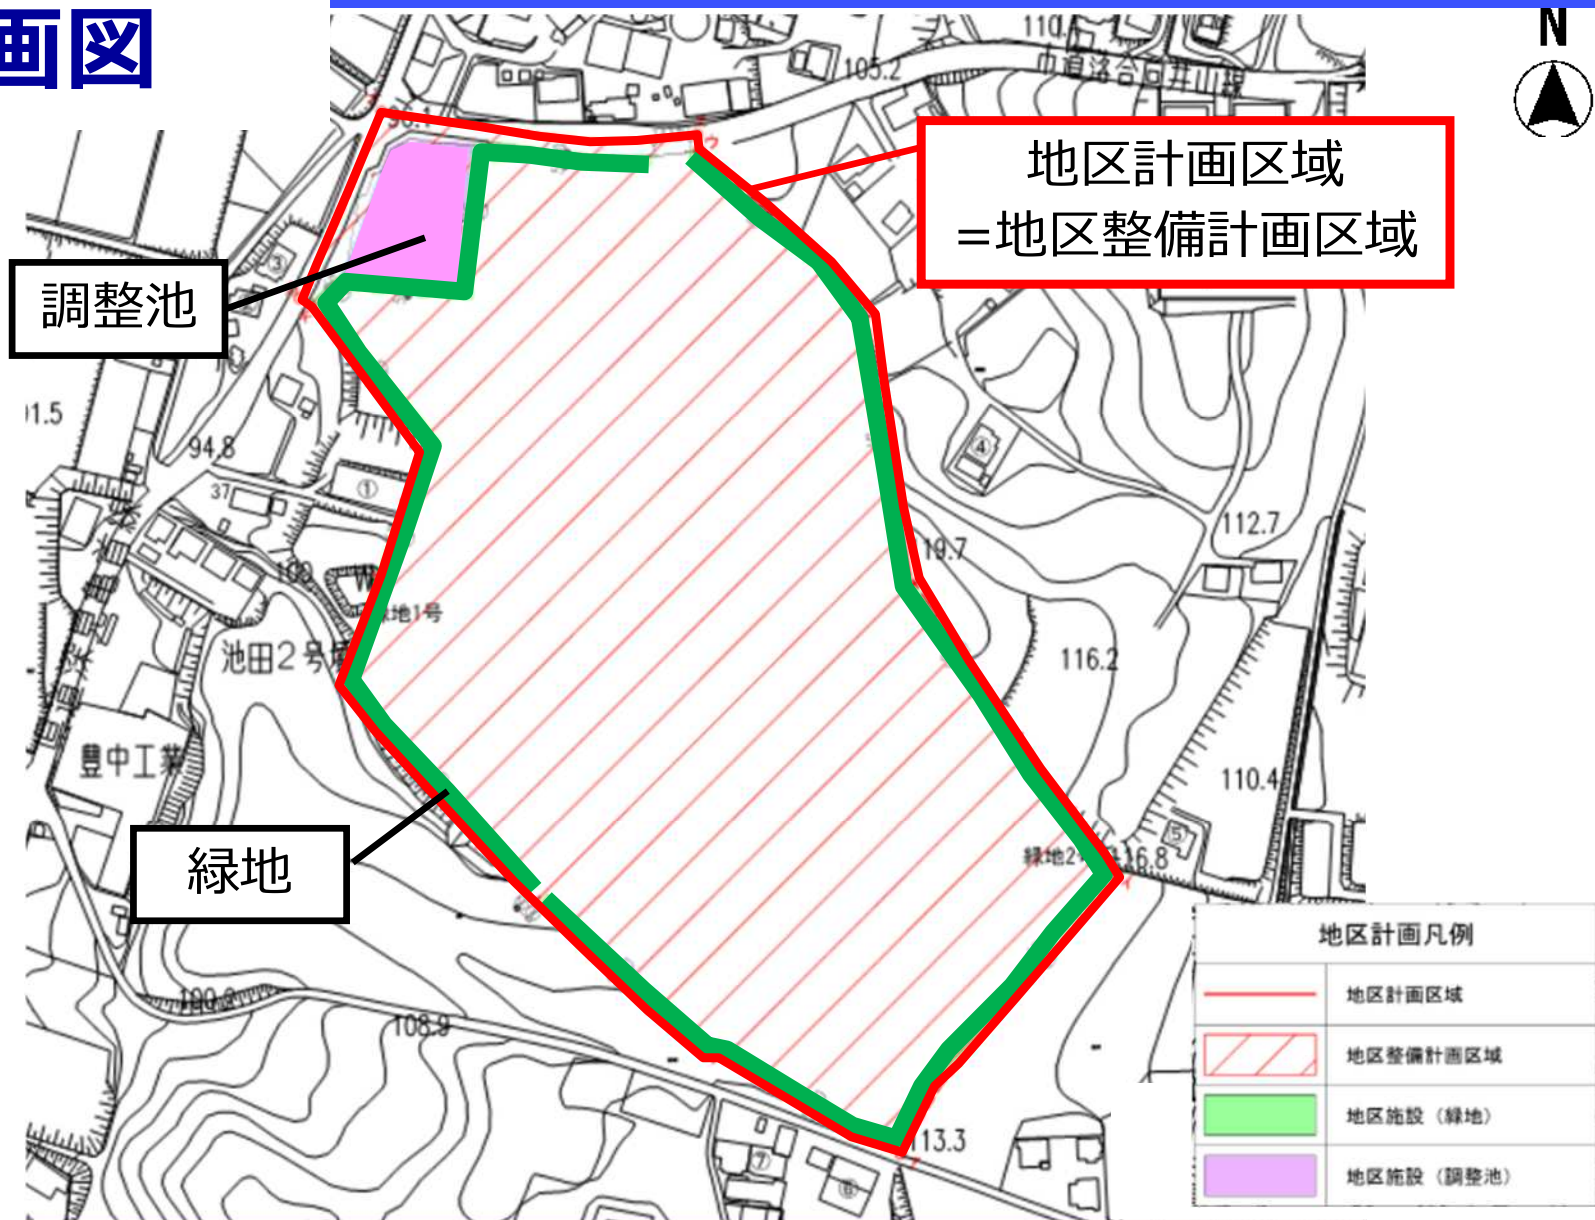 画図
N
110.
105.2
市道落合向井山線
地区計画区域
=地区整備計画区域
③
調整池
91.5
94.8
④
37
①
112.7
19.7
緑地1号
池田2号墳
116.2
豊中工業
110.4
⑤
緑地2
116.8
緑地
地区計画凡例
地区計画区域
地区整備計画区域
地区施設（緑地）
地区施設（調整池）
100.2
108.9
113.3
⑦
⑥